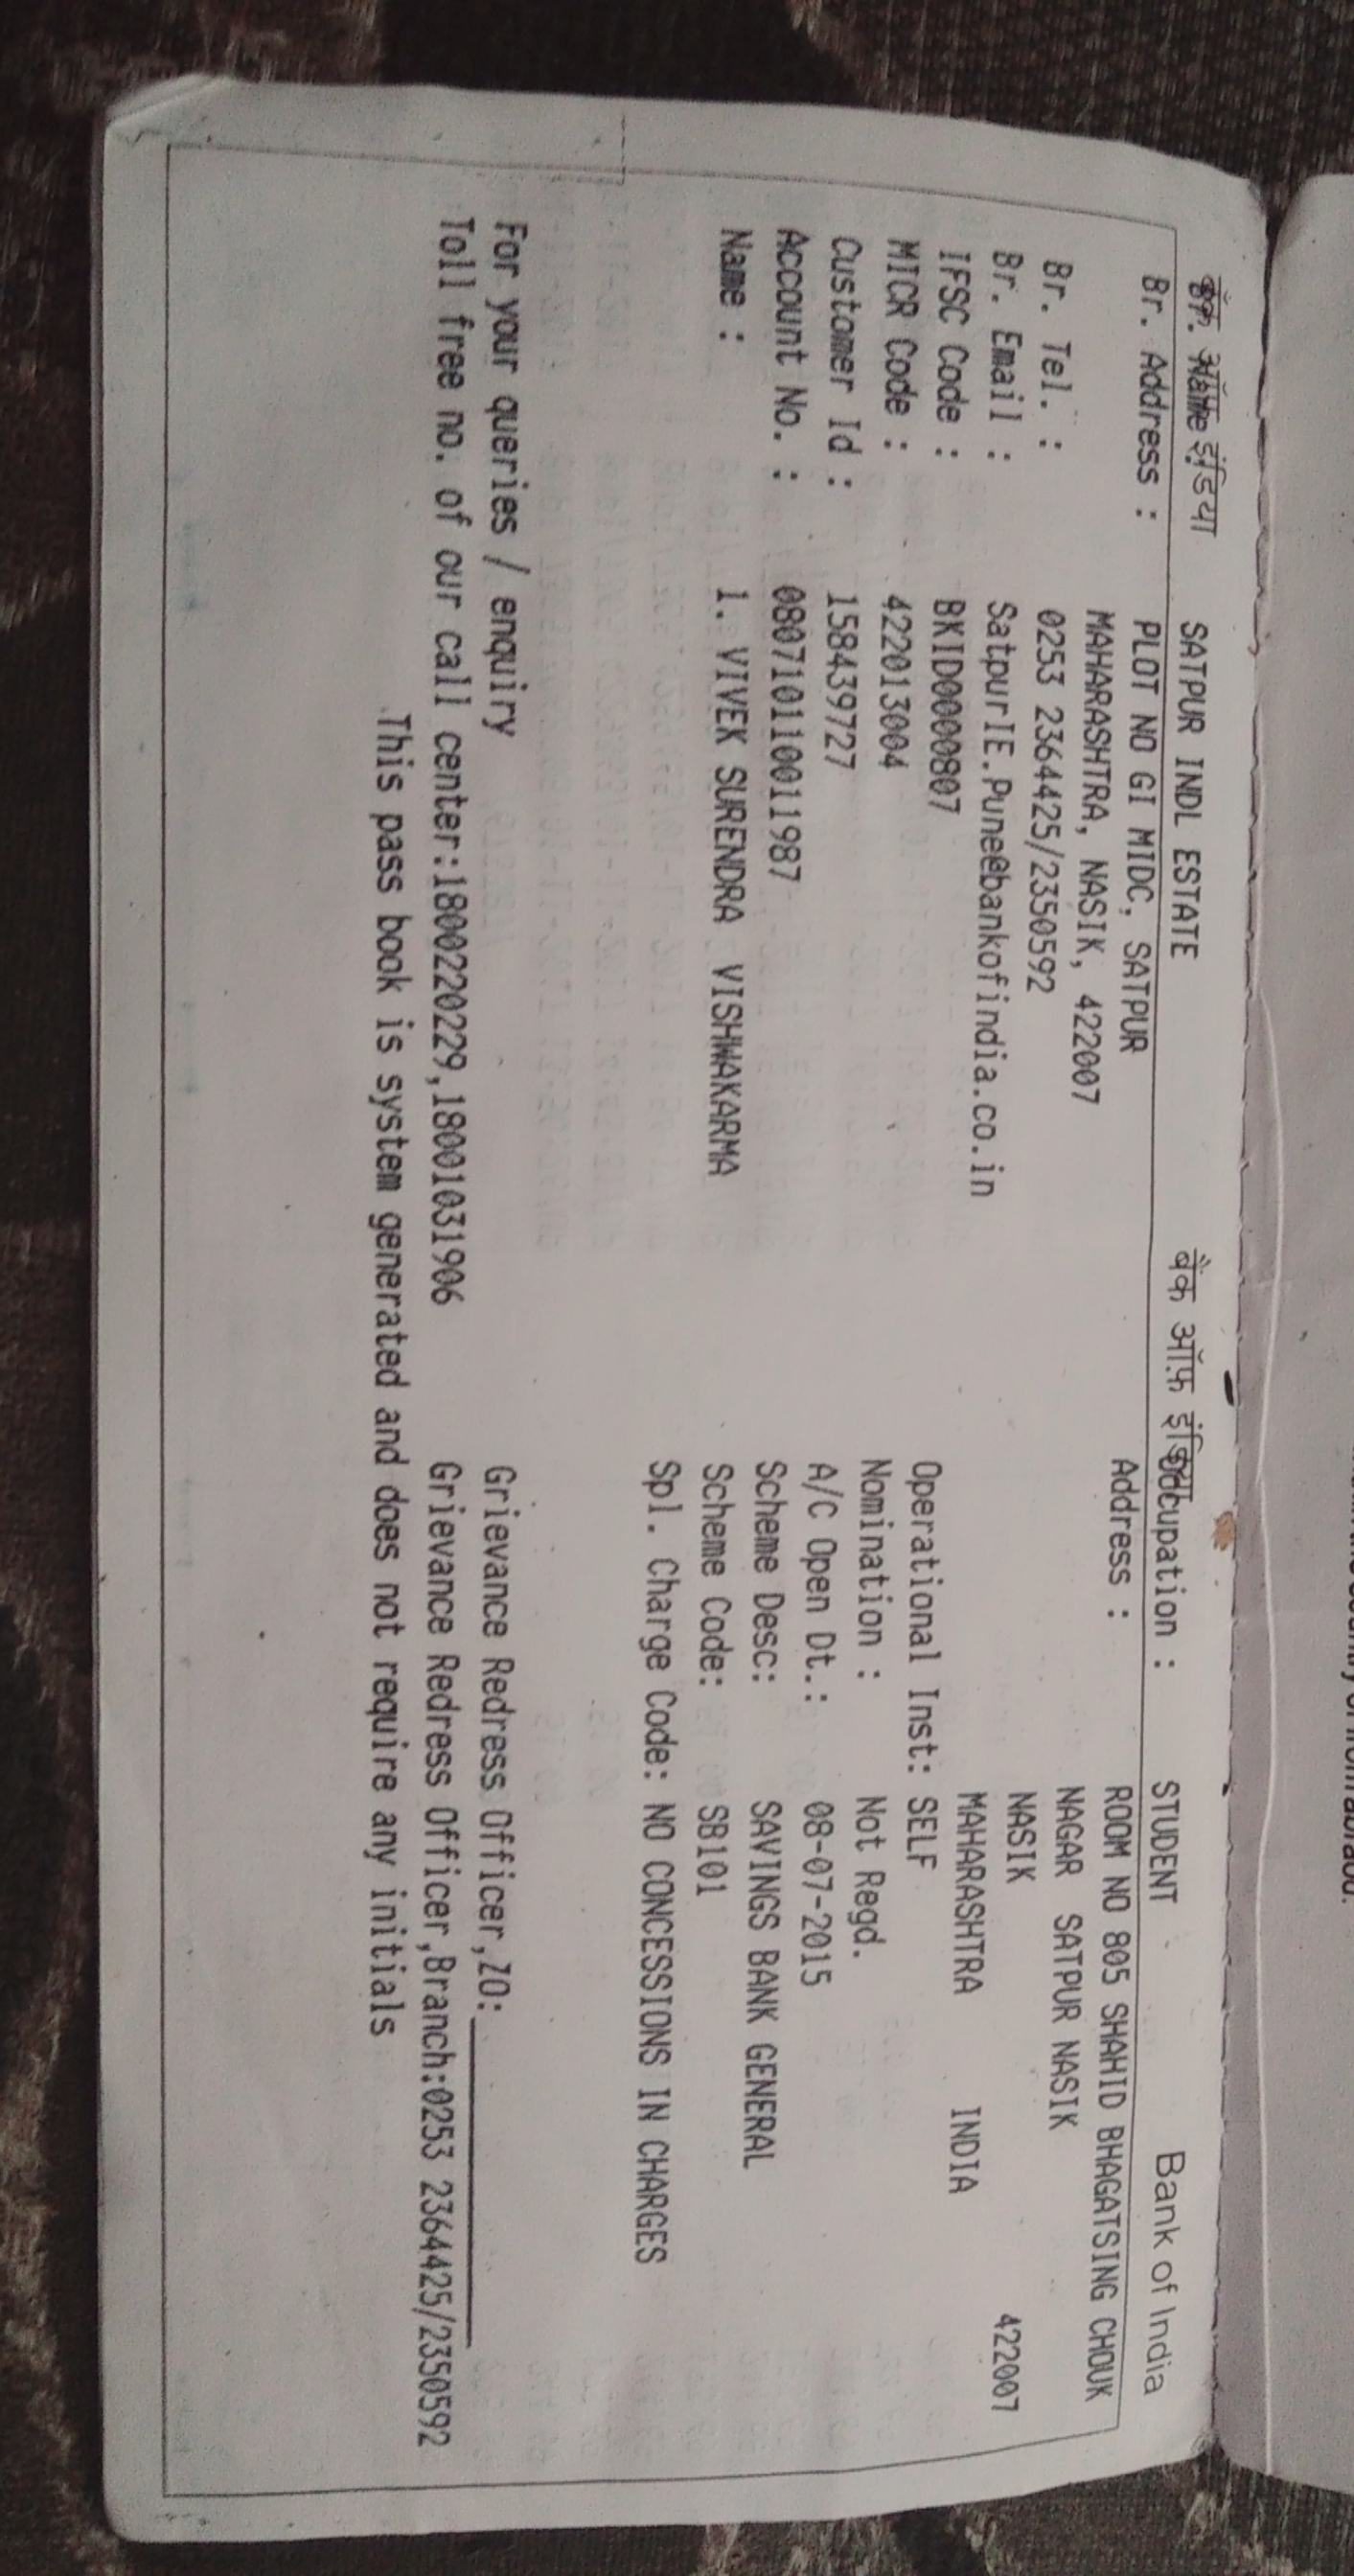 बैंक ऑफ़ इंडिया बैंक ऑफ़ इंडिया Bank of India
Br. Name SATPUR INDL ESTATE Occupation : STUDENT
Br. Address : PLOT NO GI MIDC, SATPUR Address : ROOM NO 805 SHAHID BHAGATSING CHOUK
MAHARASHTRA, NASIK, 422007 NAGAR SATPUR NASIK
Br. Tel. : 0253 2364425/2350592 NASIK 422007
Br. Email : SatpurIE.Pune@bankofindia.co.in MAHARASHTRA INDIA
IFSC Code : BKID0000807 Operational Inst: SELF
MICR Code : 422013004 Nomination : Not Regd.
Customer Id : 158439727 A/C Open Dt.: 08-07-2015
Account No. : 080710110011987 Scheme Desc: SAVINGS BANK GENERAL
Name : 1. VIVEK SURENDRA VISHWAKARMA Scheme Code: SB101
Spl. Charge Code: NO CONCESSIONS IN CHARGES
For your queries / enquiry Grievance Redress Officer,ZO:
Toll free no. of our call center:1800220229,18001031906 Grievance Redress Officer,Branch:0253 2364425/2350592
This pass book is system generated and does not require any initials